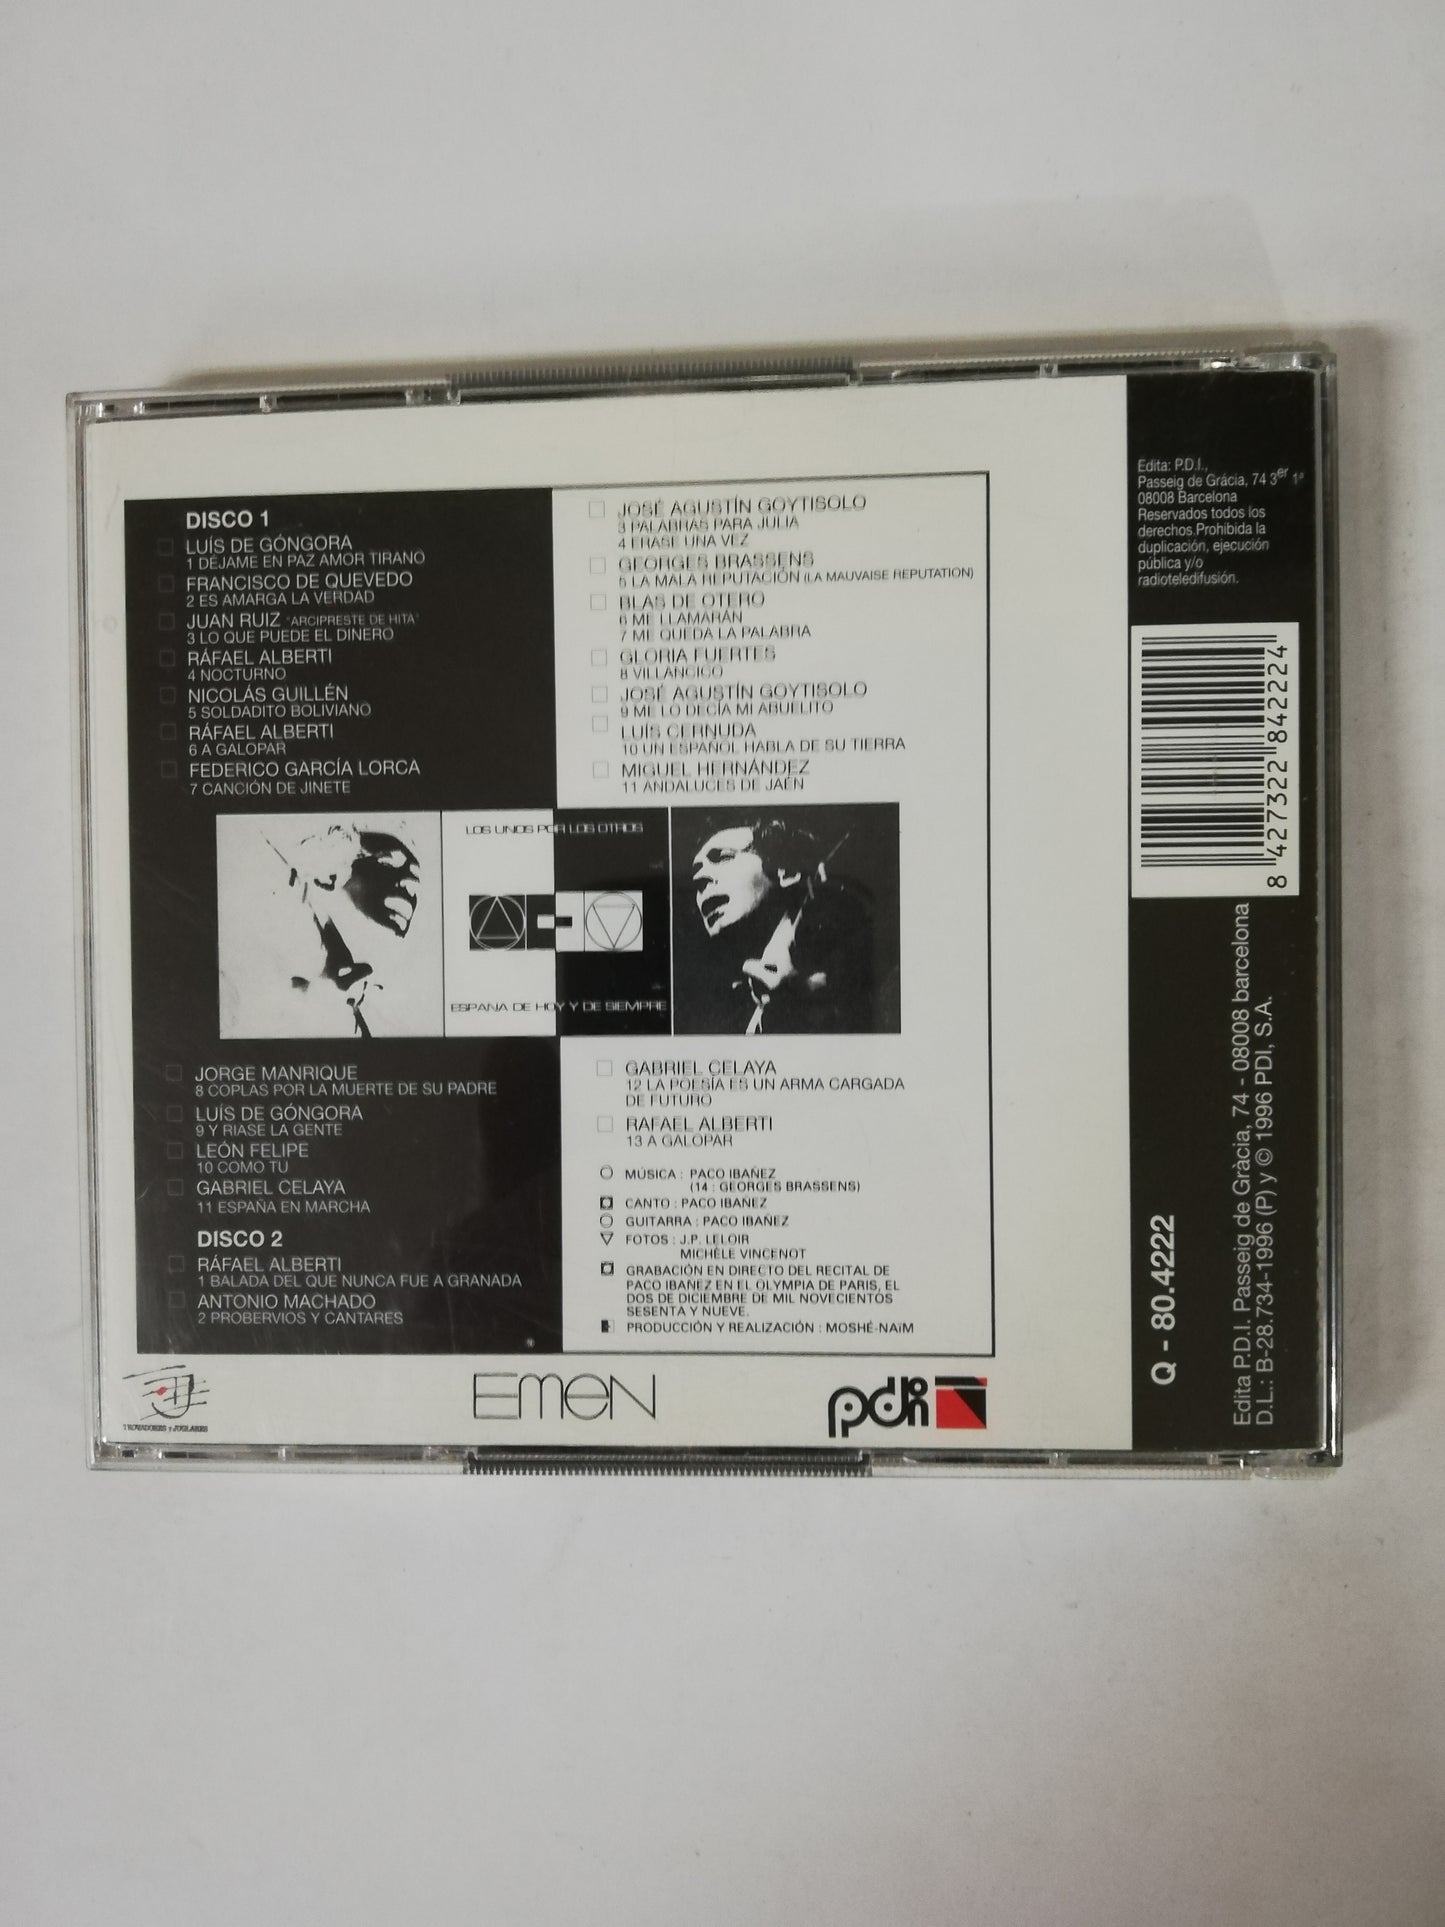 DISCO 1
LUÍS DE GÓNGORA
1 DÉJAME EN PAZ AMOR TIRANO
FRANCISCO DE QUEVEDO
2 ES AMARGA LA VERDAD
JUAN RUIZ "ARCIPRESTE DE HITA"
3 LO QUE PUEDE EL DINERO
RÁFAEL ALBERTI
4 NOCTURNO
NICOLÁS GUILLÉN
5 SOLDADITO BOLIVIANO
RÁFAEL ALBERTI
6 A GALOPAR
FEDERICO GARCÍA LORCA
7 CANCIÓN DE JINETE
JORGE MANRIQUE
8 COPLAS POR LA MUERTE DE SU PADRE
LUÍS DE GÓNGORA
9 Y RIASE LA GENTE
LEÓN FELIPE
10 COMO TU
GABRIEL CELAYA
11 ESPAÑA EN MARCHA
DISCO 2
RÁFAEL ALBERTI
1 BALADA DEL QUE NUNCA FUE A GRANADA
ANTONIO MACHADO
2 PROBERVIOS Y CANTARES
JOSÉ AGUSTÍN GOYTISOLO
3 PALABRAS PARA JULIA
4 ERASE UNA VEZ
GEORGES BRASSENS
5 LA MALA REPUTACIÓN (LA MAUVAISE REPUTATION)
BLAS DE OTERO
6 ME LLAMARÁN
7 ME QUEDA LA PALABRA
GLORIA FUERTES
8 VILLANCICO
JOSÉ AGUSTÍN GOYTISOLO
9 ME LO DECÍA MI ABUELITO
LUÍS CERNUDA
10 UN ESPAÑOL HABLA DE SU TIERRA
MIGUEL HERNÁNDEZ
11 ANDALUCES DE JAÉN
LOS UNOS POR LOS OTROS
ESPAÑA DE HOY Y DE SIEMPRE
GABRIEL CELAYA
12 LA POESÍA ES UN ARMA CARGADA
DE FUTURO
RAFAEL ALBERTI
13 A GALOPAR
MÚSICA : PACO IBAÑEZ
(14 : GEORGES BRASSENS)
CANTO : PACO IBAÑEZ
GUITARRA : PACO IBAÑEZ
FOTOS : J.P. LELOIR
MICHÈLE VINCENOT
GRABACIÓN EN DIRECTO DEL RECITAL DE
PACO IBAÑEZ EN EL OLYMPIA DE PARIS, EL
DOS DE DICIEMBRE DE MIL NOVECIENTOS
SESENTA Y NUEVE.
PRODUCCIÓN Y REALIZACIÓN : MOSHÉ-NAïM
TROVADORES y JUGLARES
EMEN
pdi
Edita: P.D.I.,
Passeig de Grácia, 74 3er 1ª
08008 Barcelona
Reservados todos los
derechos.Prohibida la
duplicación, ejecución
pública y/o
radioteledifusión.
8 427322 842224
Q - 80.4222
Edita P.D.I. Passeig de Gràcia, 74 - 08008 barcelona
D.L.: B-28.734-1996 (P) y © 1996 PDI, S.A.